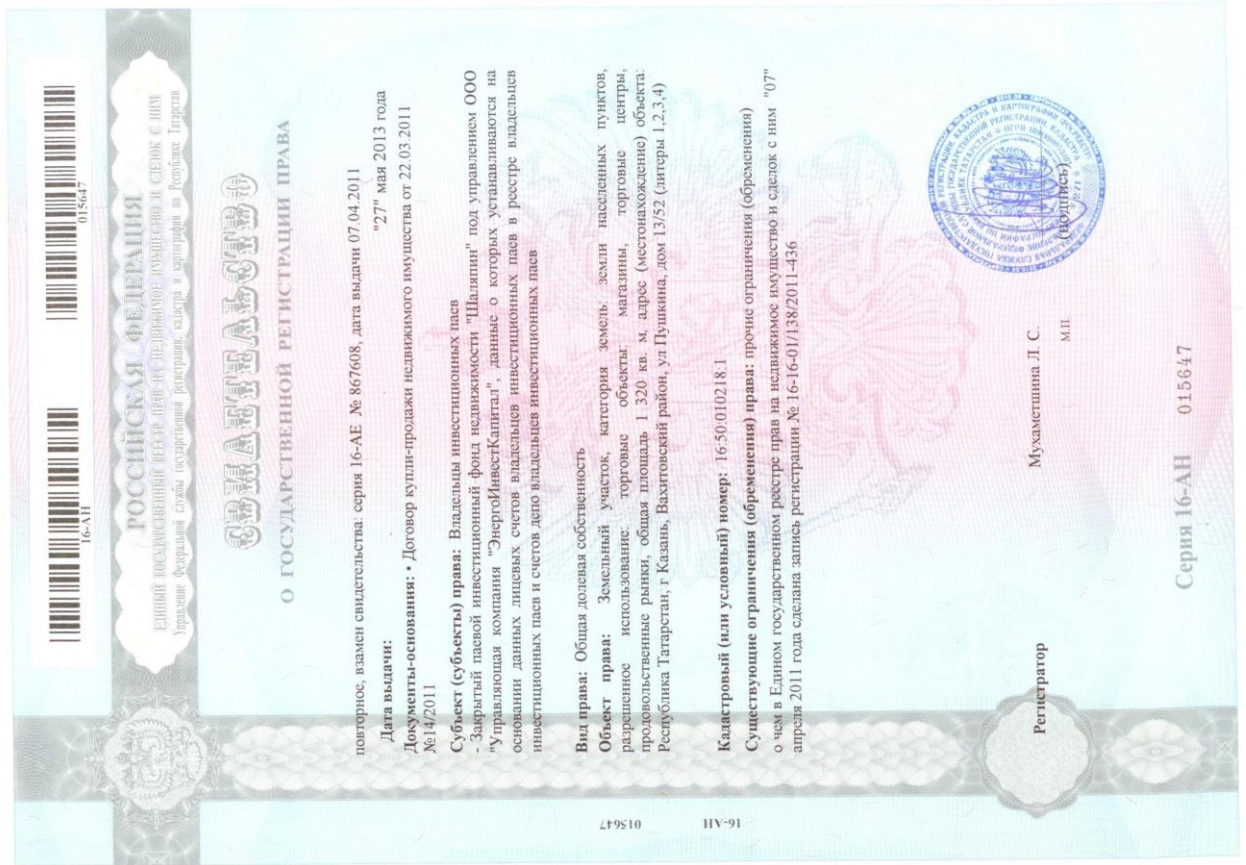 16-АН 015647
РОССИЙСКАЯ ФЕДЕРАЦИЯ
ЕДИНЫЙ ГОСУДАРСТВЕННЫЙ РЕЕСТР ПРАВ НА НЕДВИЖИМОЕ ИМУЩЕСТВО И СДЕЛОК С НИМ
Управление Федеральной службы государственной регистрации, кадастра и картографии по Республике Татарстан
СВИДЕТЕЛЬСТВО
О ГОСУДАРСТВЕННОЙ РЕГИСТРАЦИИ ПРАВА
повторное, взамен свидетельства: серия 16-АЕ № 867608, дата выдачи 07.04.2011
Дата выдачи: "27" мая 2013 года
Документы-основания: • Договор купли-продажи недвижимого имущества от 22.03.2011
№14/2011
Субъект (субъекты) права: Владельцы инвестиционных паев
- Закрытый паевой инвестиционный фонд недвижимости "Шаляпин" под управлением ООО
"Управляющая компания "ЭнергоИнвестКапитал", данные о которых устанавливаются на
основании данных лицевых счетов владельцев инвестиционных паев в реестре владельцев
инвестиционных паев и счетов депо владельцев инвестиционных паев
Вид права: Общая долевая собственность
Объект права: Земельный участок, категория земель: земли населенных пунктов,
разрешенное использование: торговые объекты: магазины, торговые центры,
продовольственные рынки, общая площадь 1 320 кв. м, адрес (местонахождение) объекта:
Республика Татарстан, г Казань, Вахитовский район, ул Пушкина, дом 13/52 (литеры 1,2,3,4)
Кадастровый (или условный) номер: 16:50:010218:1
Существующие ограничения (обременения) права: прочие ограничения (обременения)
о чем в Едином государственном реестре прав на недвижимое имущество и сделок с ним "07"
апреля 2011 года сделана запись регистрации № 16-16-01/138/2011-436
Регистратор Мухаметшина Л. С.
(подпись)
М.П.
Серия 16-АН 015647
16-АН 015647